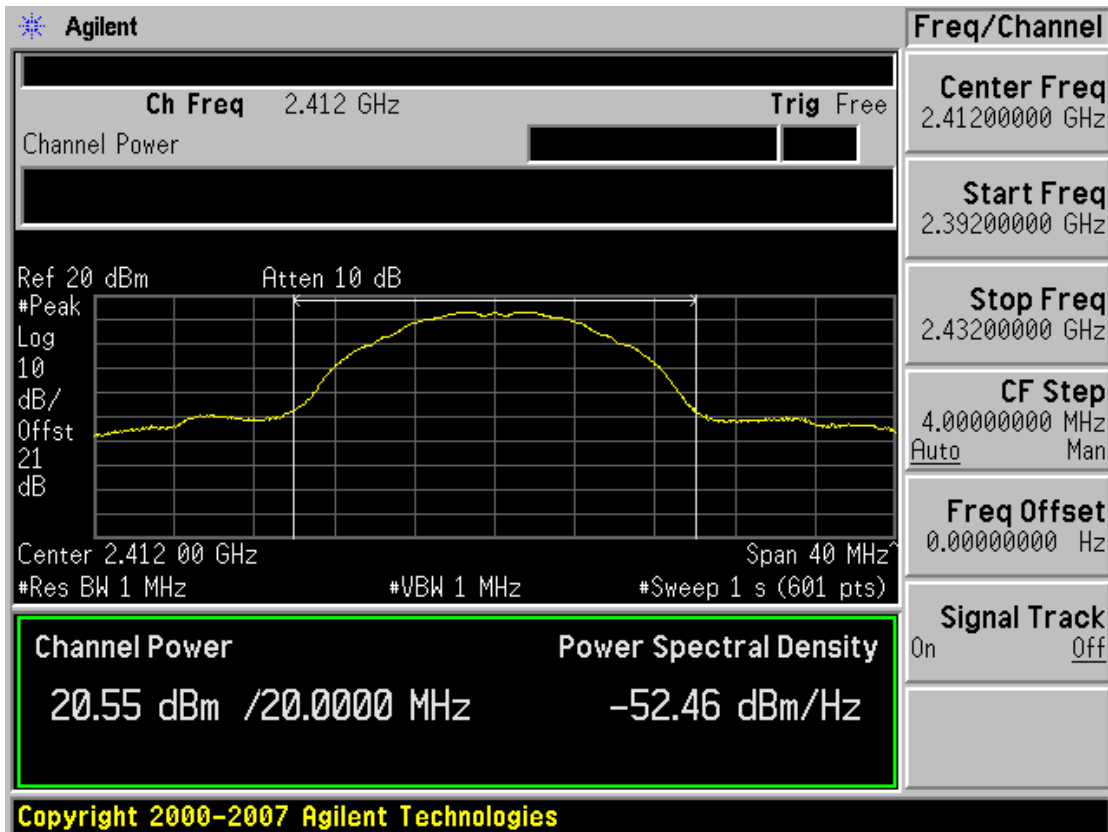 Agilent
Freq/Channel
Ch Freq 2.412 GHz Trig Free
Channel Power
Center Freq
2.41200000 GHz
Start Freq
2.39200000 GHz
Stop Freq
2.43200000 GHz
CF Step
4.00000000 MHz
Auto Man
Freq Offset
0.00000000 Hz
Signal Track
On Off
Ref 20 dBm Atten 10 dB
#Peak
Log
10
dB/
Offst
21
dB
Center 2.412 00 GHz Span 40 MHz^
#Res BW 1 MHz #VBW 1 MHz #Sweep 1 s (601 pts)
Channel Power Power Spectral Density
20.55 dBm /20.0000 MHz -52.46 dBm/Hz
Copyright 2000-2007 Agilent Technologies